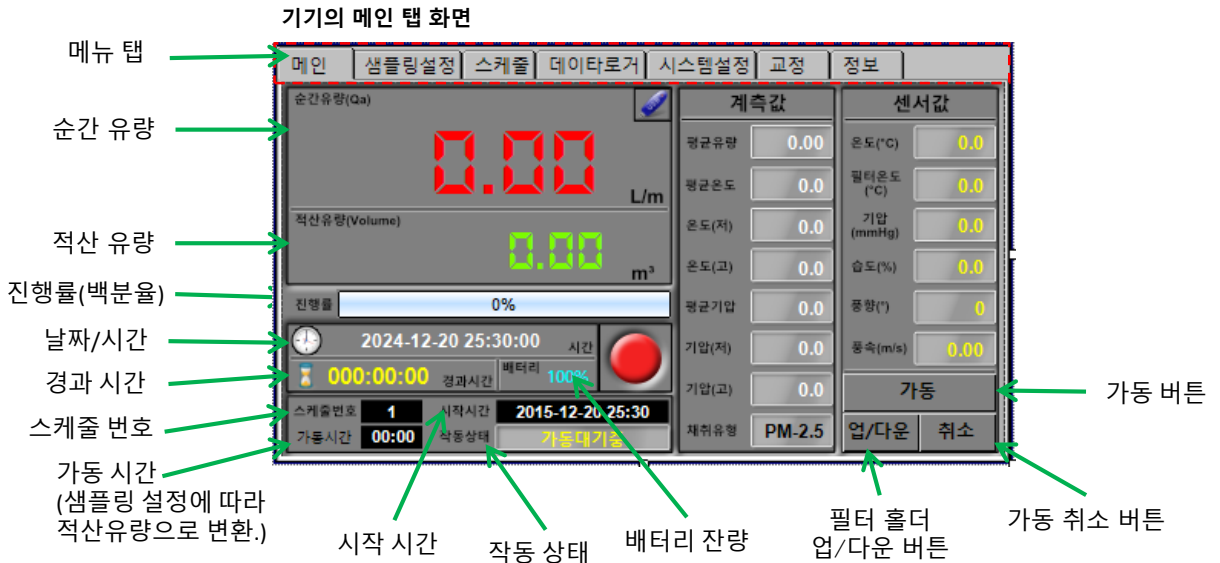 기기의 메인 탭 화면
메뉴 탭
메인 샘플링설정 스케줄 데이타로거 시스템설정 교정 정보
순간 유량
순간유량(Qa)
0.00
L/m
적산 유량
적산유량(Volume)
0.00
m³
진행률(백분율)
진행률 0%
날짜/시간
2024-12-20 25:30:00 시간
경과 시간
000:00:00 경과시간 배터리 100%
스케줄 번호
스케줄번호 1 시작시간 2015-12-20 25:30
가동시간 00:00 작동상태 가동대기중
가동 시간
(샘플링 설정에 따라
적산유량으로 변환.)
계측값
평균유량 0.00
평균온도 0.0
온도(저) 0.0
온도(고) 0.0
평균기압 0.0
기압(저) 0.0
기압(고) 0.0
채취유형 PM-2.5
센서값
온도(°C) 0.0
필터온도
(°C) 0.0
기압
(mmHg) 0.0
습도(%) 0.0
풍향(°) 0
풍속(m/s) 0.00
가동
업/다운 취소
가동 버튼
시작 시간
작동 상태
배터리 잔량
필터 홀더
업/다운 버튼
가동 취소 버튼